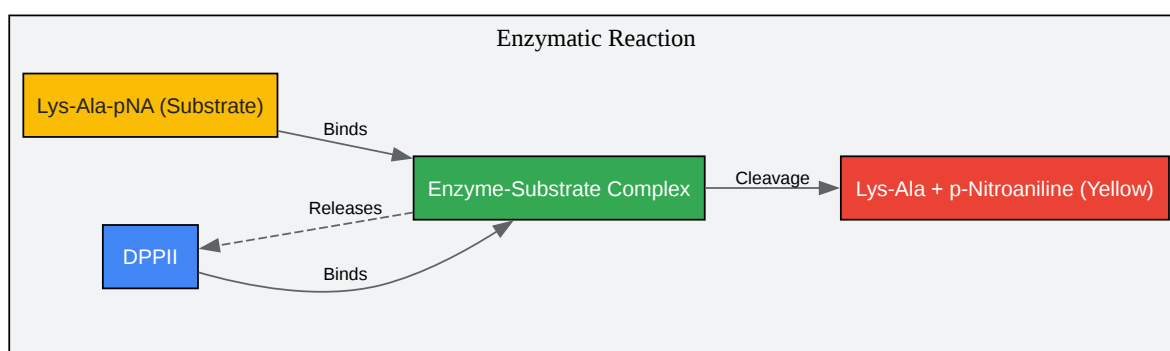 Enzymatic Reaction
Lys-Ala-pNA (Substrate)
Binds
Enzyme-Substrate Complex
Cleavage
Lys-Ala + p-Nitroaniline (Yellow)
Releases
DPPII
Binds